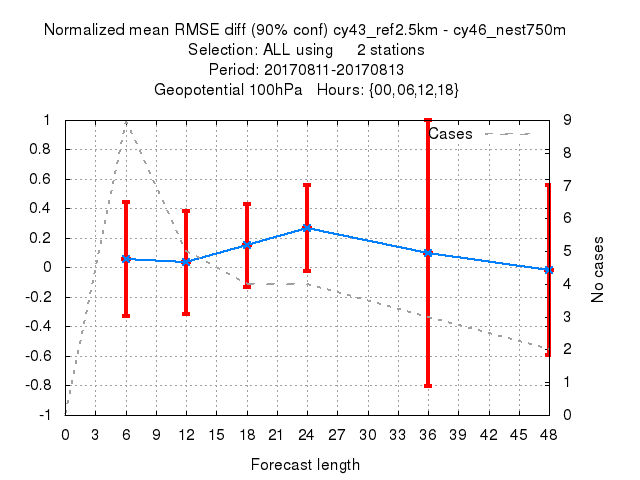 Normalized mean RMSE diff (90% conf) cy43_ref2.5km - cy46_nest750m
Selection: ALL using 2 stations
Period: 20170811-20170813
Geopotential 100hPa Hours: {00,06,12,18}
Cases
1
0.8
0.6
0.4
0.2
0
-0.2
-0.4
-0.6
-0.8
-1
9
8
7
6
5
4
3
2
1
0
No cases
0 3 6 9 12 15 18 21 24 27 30 33 36 39 42 45 48
Forecast length